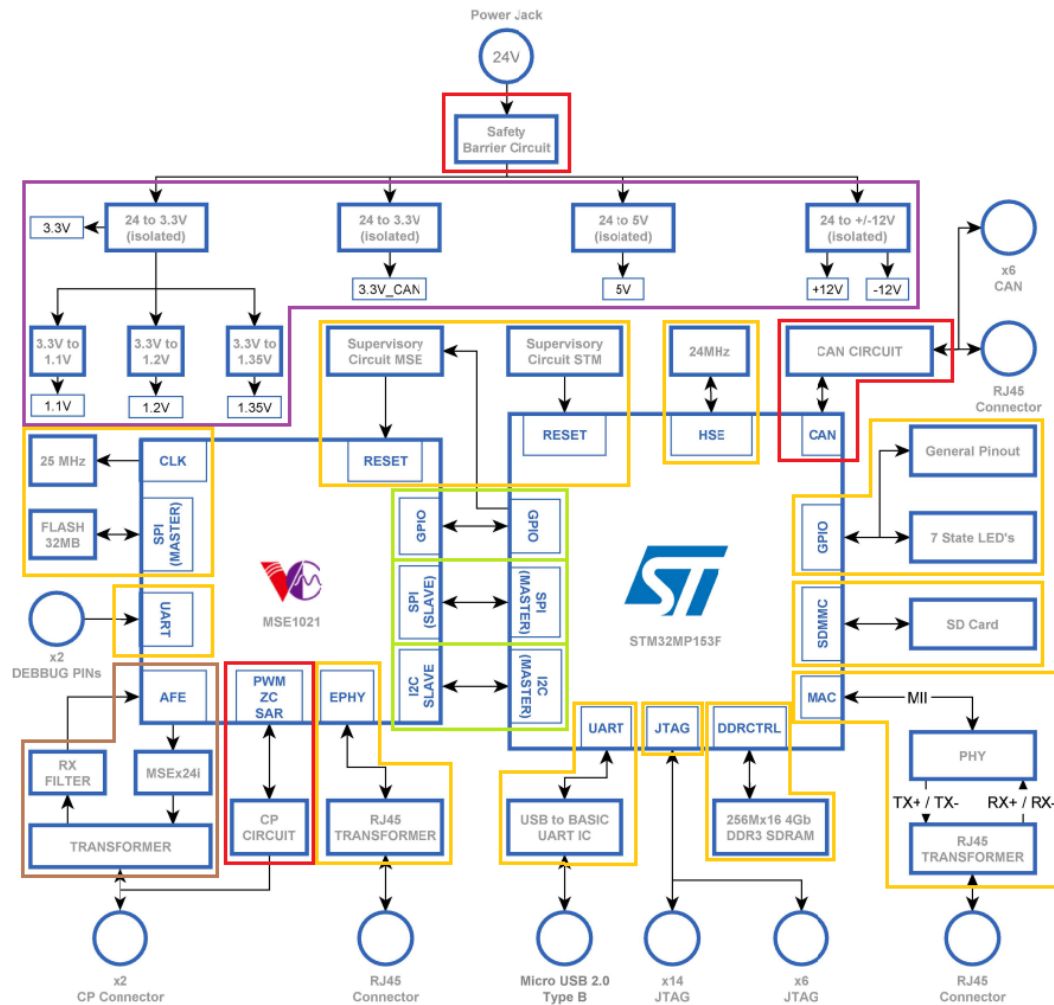 Power Jack
24V
Safety
Barrier Circuit
24 to 3.3V
(isolated)
24 to 3.3V
(isolated)
24 to 5V
(isolated)
24 to +/-12V
(isolated)
3.3V
3.3V_CAN
5V
+12V
-12V
x6
CAN
3.3V to
1.1V
3.3V to
1.2V
3.3V to
1.35V
Supervisory
Circuit MSE
Supervisory
Circuit STM
24MHz
CAN CIRCUIT
RJ45
Connector
1.1V
1.2V
1.35V
25 MHz
CLK
RESET
RESET
HSE
CAN
General Pinout
FLASH
32MB
SPI
(MASTER)
GPIO
GPIO
GPIO
7 State LED's
MSE1021
SPI
(SLAVE)
SPI
(MASTER)
ST
STM32MP153F
SDMMC
SD Card
x2
DEBBUG PINs
UART
I2C
SLAVE
I2C
(MASTER)
AFE
PWM
ZC
SAR
EPHY
MAC
MII
UART
JTAG
DDRCTRL
RX
FILTER
MSEx24i
PHY
TX+ / TX-
RX+ / RX-
TRANSFORMER
CP
CIRCUIT
RJ45
TRANSFORMER
USB to BASIC
UART IC
256Mx16 4Gb
DDR3 SDRAM
RJ45
TRANSFORMER
x2
CP Connector
RJ45
Connector
Micro USB 2.0
Type B
x14
JTAG
x6
JTAG
RJ45
Connector